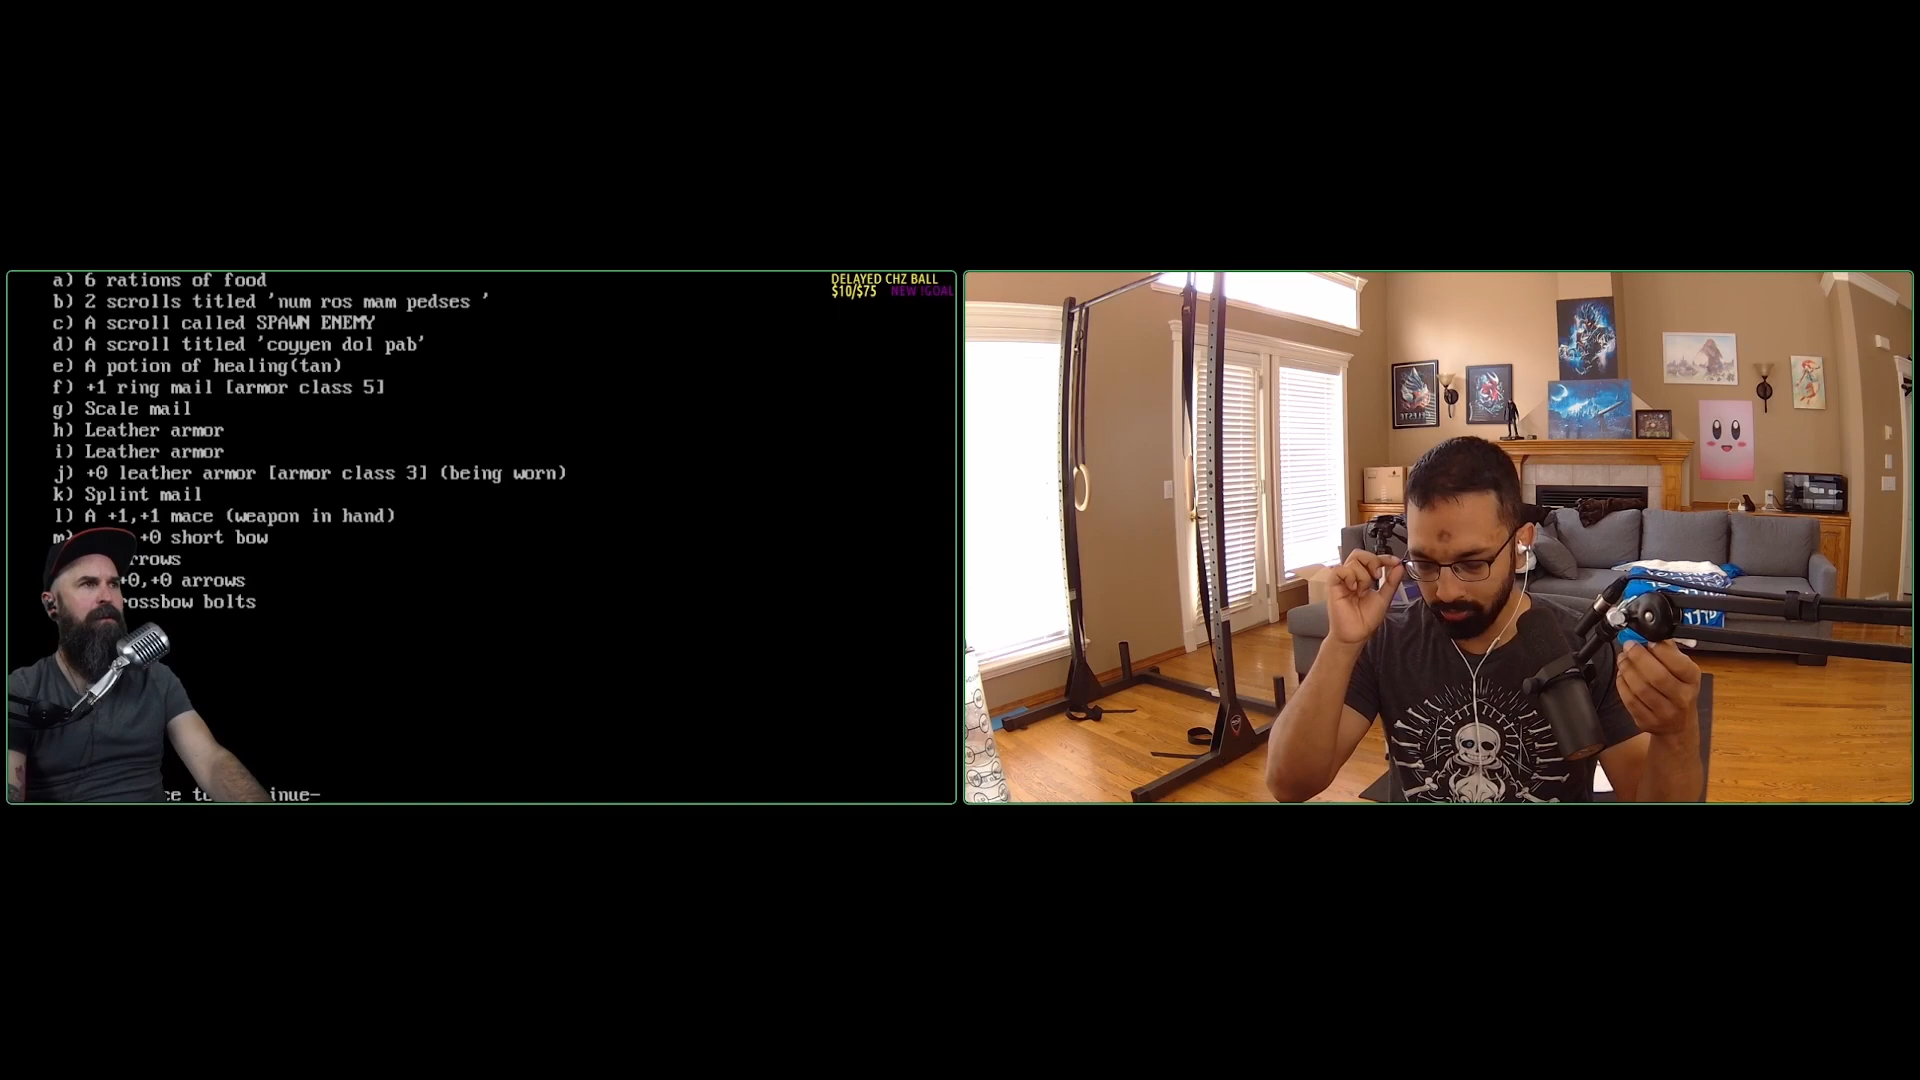 a) 6 rations of food
b) 2 scrolls titled 'num ros mam pedses '
c) A scroll called SPAWN ENEMY
d) A scroll titled 'coyyen dol pab'
e) A potion of healing(tan)
f) +1 ring mail [armor class 5]
g) Scale mail
h) Leather armor
i) Leather armor
j) +0 leather armor [armor class 3] (being worn)
k) Splint mail
l) A +1,+1 mace (weapon in hand)
m) +0 short bow
rrows
+0,+0 arrows
rossbow bolts
ce to inue-
DELAYED CHZ BALL
$10/$75 NEW !GOAL
CELESTE